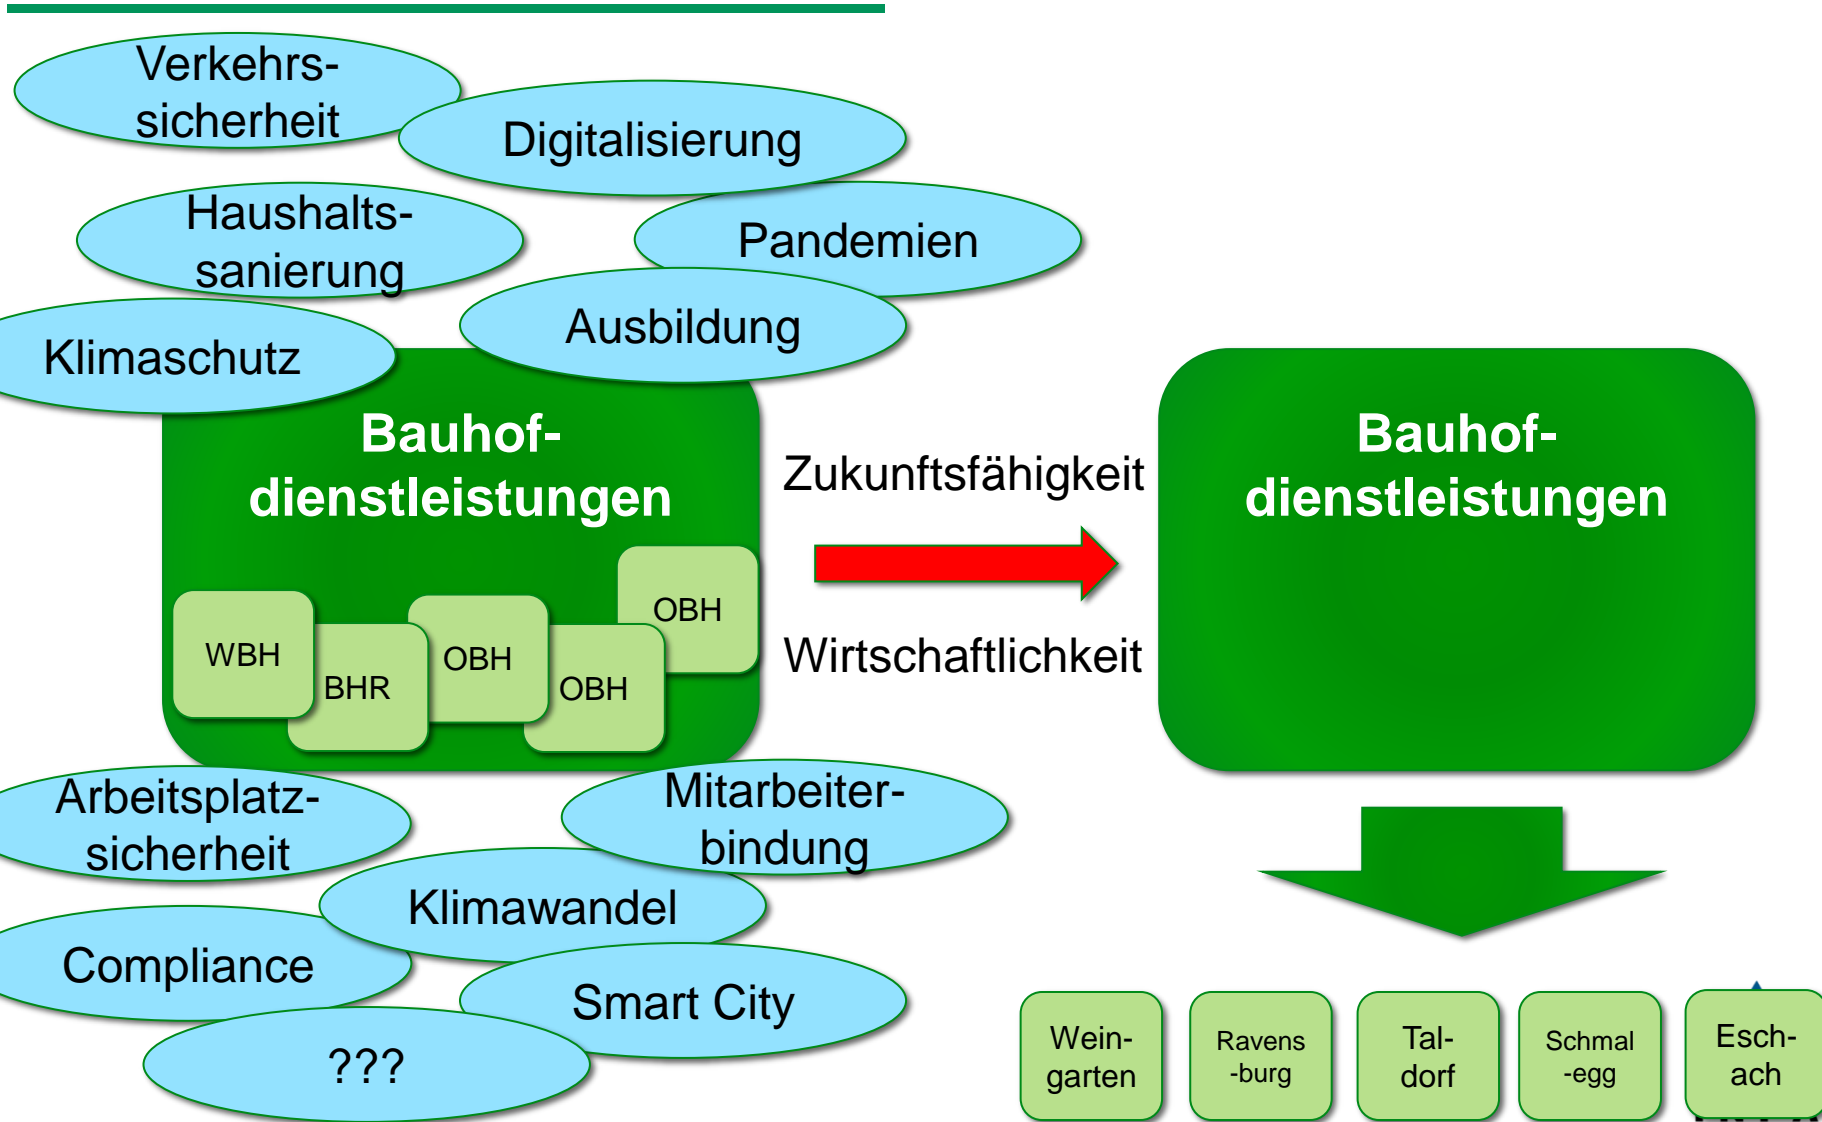 Verkehrs-
sicherheit
Digitalisierung
Haushalts-
sanierung
Pandemien
Ausbildung
Klimaschutz
Bauhof-
dienstleistungen
WBH
BHR
OBH
OBH
OBH
Zukunftsfähigkeit
Wirtschaftlichkeit
Bauhof-
dienstleistungen
Arbeitsplatz-
sicherheit
Mitarbeiter-
bindung
Klimawandel
Compliance
Smart City
???
Wein-
garten
Ravens
-burg
Tal-
dorf
Schmal
-egg
Esch-
ach